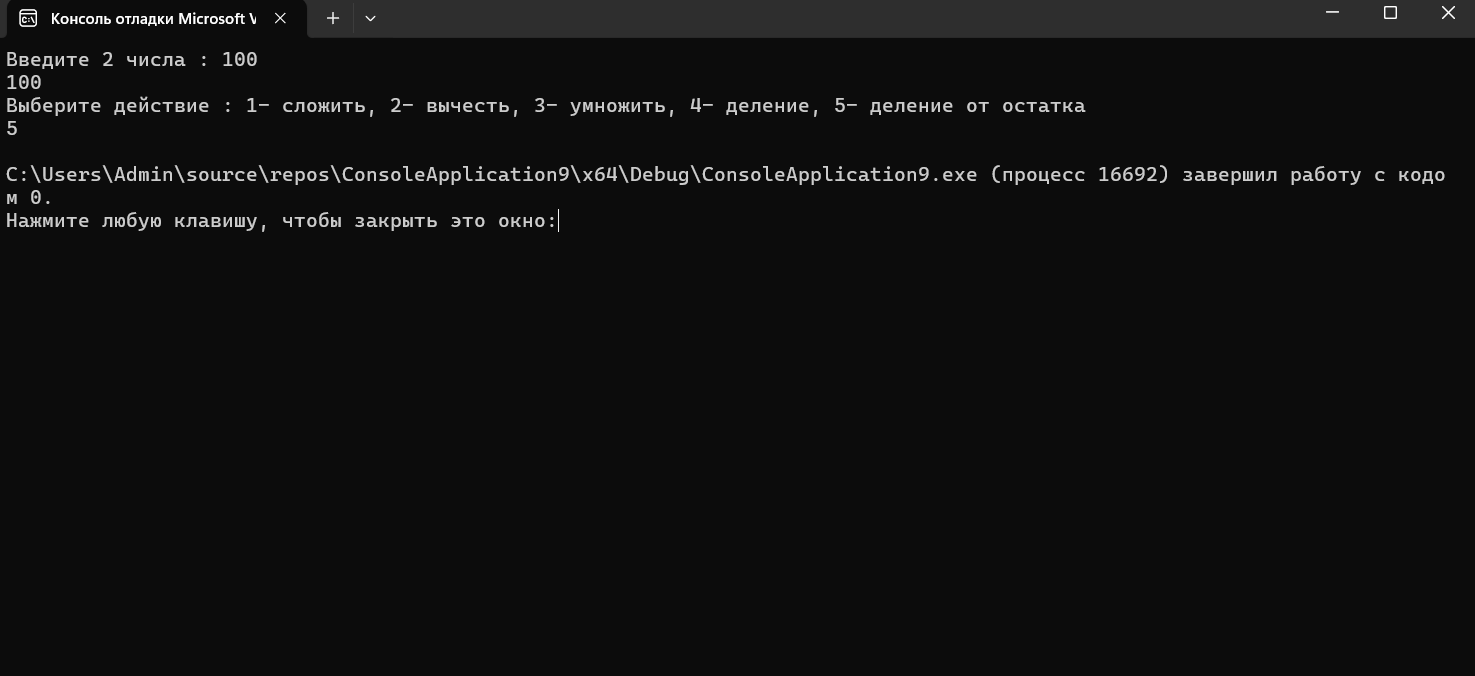 Консоль отладки Microsoft V
Введите 2 числа : 100
100
Выберите действие : 1- сложить, 2- вычесть, 3- умножить, 4- деление, 5- деление от остатка
5
C:\Users\Admin\source\repos\ConsoleApplication9\x64\Debug\ConsoleApplication9.exe (процесс 16692) завершил работу с кодо
м 0.
Нажмите любую клавишу, чтобы закрыть это окно: